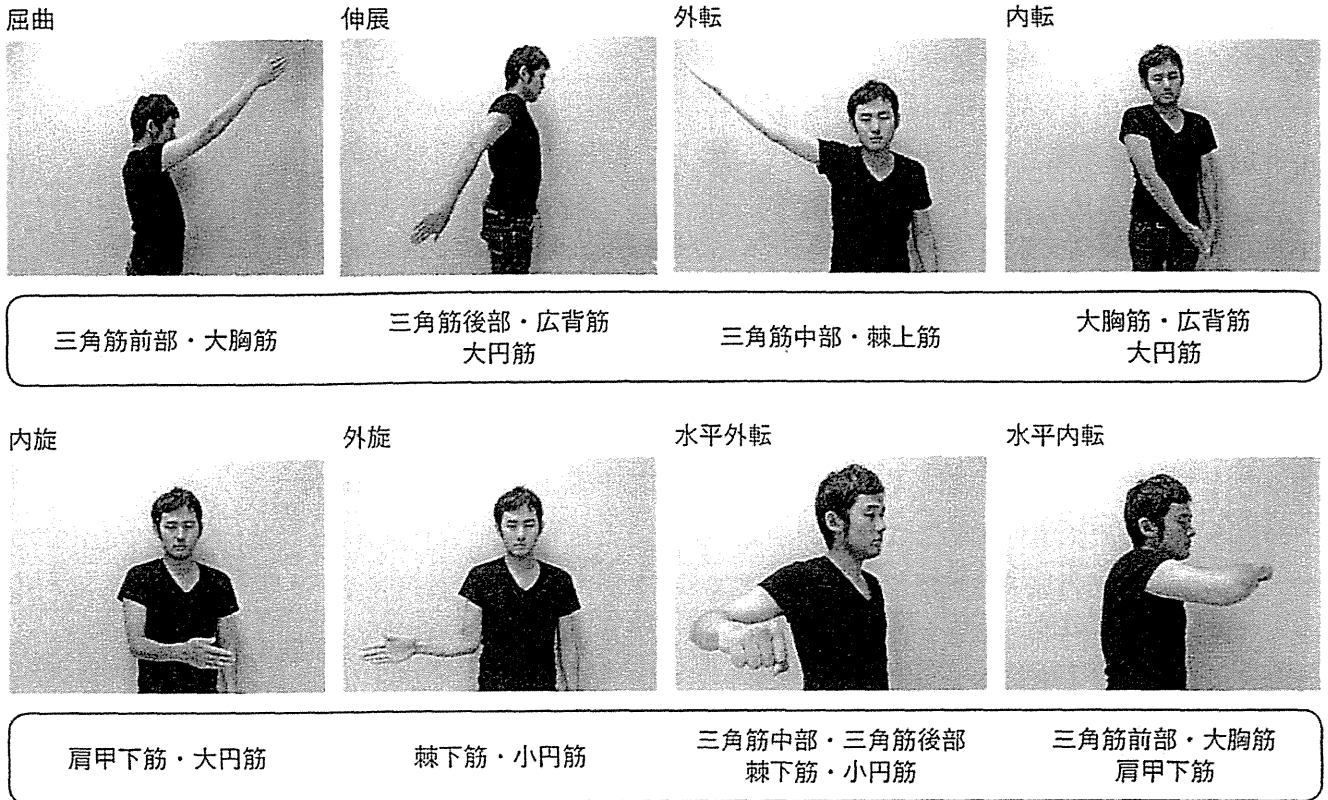 屈曲
伸展
外転
内転
三角筋前部・大胸筋
三角筋後部・広背筋
大円筋
三角筋中部・棘上筋
大胸筋・広背筋
大円筋
内旋
外旋
水平外転
水平内転
肩甲下筋・大円筋
棘下筋・小円筋
三角筋中部・三角筋後部
棘下筋・小円筋
三角筋前部・大胸筋
肩甲下筋